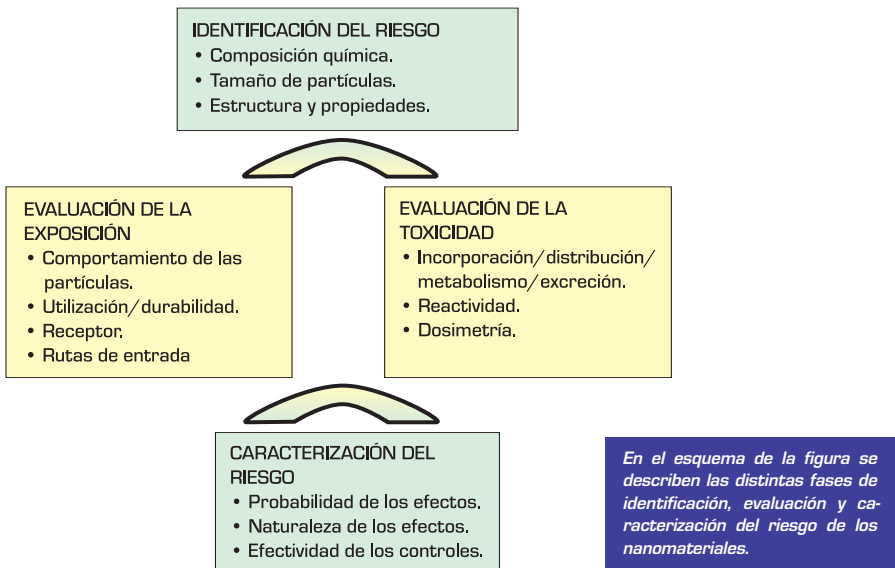 IDENTIFICACIÓN DEL RIESGO
• Composición química.
• Tamaño de partículas.
• Estructura y propiedades.
EVALUACIÓN DE LA
EXPOSICIÓN
• Comportamiento de las
partículas.
• Utilización/durabilidad.
• Receptor.
• Rutas de entrada
EVALUACIÓN DE LA
TOXICIDAD
• Incorporación/distribución/
metabolismo/excreción.
• Reactividad.
• Dosimetría.
CARACTERIZACIÓN DEL
RIESGO
• Probabilidad de los efectos.
• Naturaleza de los efectos.
• Efectividad de los controles.
En el esquema de la figura se
describen las distintas fases de
identificación, evaluación y ca-
racterización del riesgo de los
nanomateriales.